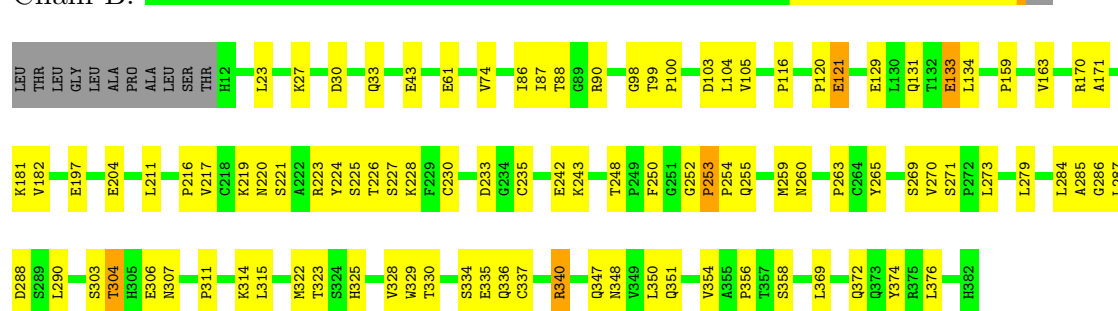 Chain B:
LEU THR LEU GLY LEU ALA PRO ALA LEU SER THR H12 L23 K27 D30 Q33 E43 E61 V74 I86 I87 T88 G89 R90 G98 T99 P100 D103 L104 V105 P116 P120 E121 E129 L130 Q131 T132 E133 L134 P159 V163 R170 A171
K181 V182 E197 E204 L211 P216 V217 C218 K219 N220 S221 A222 R223 Y224 S225 T226 S227 K228 F229 C230 D233 G234 C235 E242 K243 T248 P249 F250 G251 G252 P253 P254 Q255 M259 N260 P263 C264 Y265 S269 V270 S271 P272 L273 L279 L284 A285 G286 L287
D288 S289 L290 S303 T304 H305 E306 N307 P311 K314 L315 M322 T323 S324 H325 V328 W329 T330 S334 E335 Q336 C337 R340 Q347 N348 V349 L350 Q351 V354 A355 P356 T357 S358 L369 Q372 Q373 Y374 R375 L376 H382